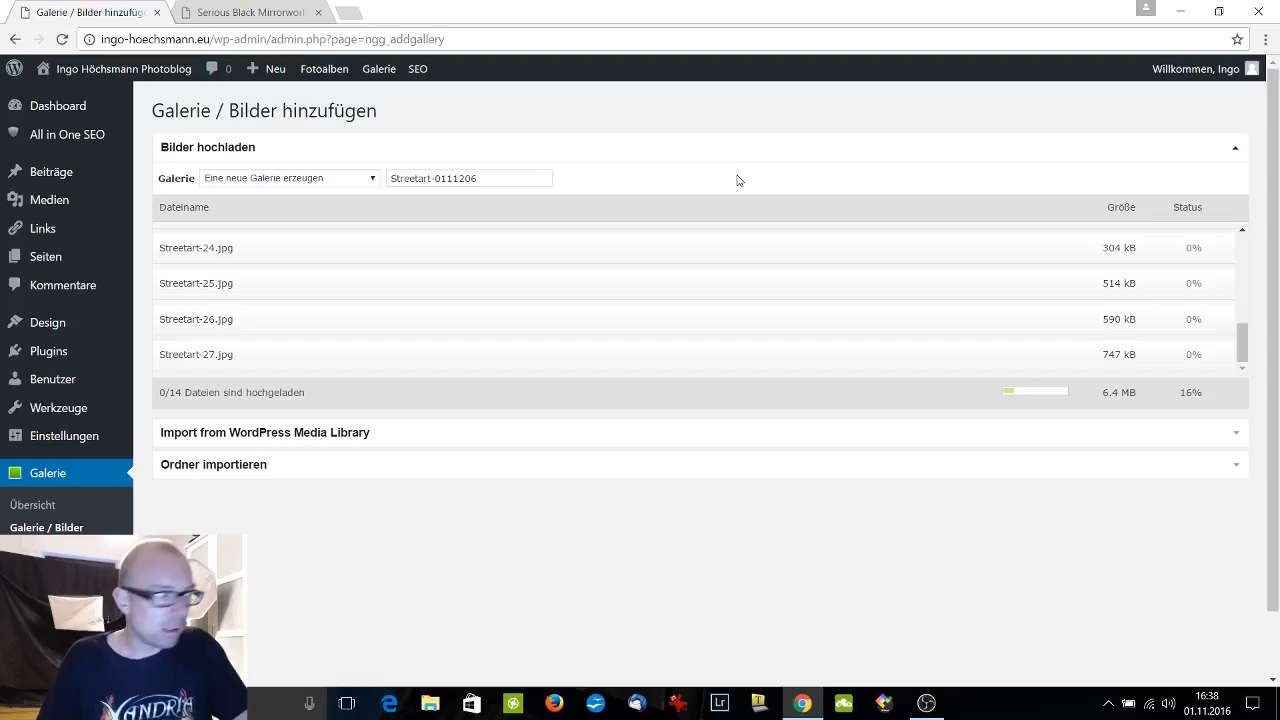 Galerie / Bilder hinzufüg
Serious Black Mirrorworl
ingo-hoechsmann.eu/wp-admin/admin.php?page=ngg_addgallery
Ingo Höchsmann Photoblog 0 Neu Fotoalben Galerie SEO Willkommen, Ingo
Dashboard
All in One SEO
Beiträge
Medien
Links
Seiten
Kommentare
Design
Plugins
Benutzer
Werkzeuge
Einstellungen
Galerie
Übersicht
Galerie / Bilder
Galerie / Bilder hinzufügen
Bilder hochladen
Galerie Eine neue Galerie erzeugen Streetart-0111206
Dateiname Größe Status
Streetart-24.jpg 304 kB 0%
Streetart-25.jpg 514 kB 0%
Streetart-26.jpg 590 kB 0%
Streetart-27.jpg 747 kB 0%
0/14 Dateien sind hochgeladen 6.4 MB 16%
Import from WordPress Media Library
Ordner importieren
XANDRIA
Lr
16:38
01.11.2016